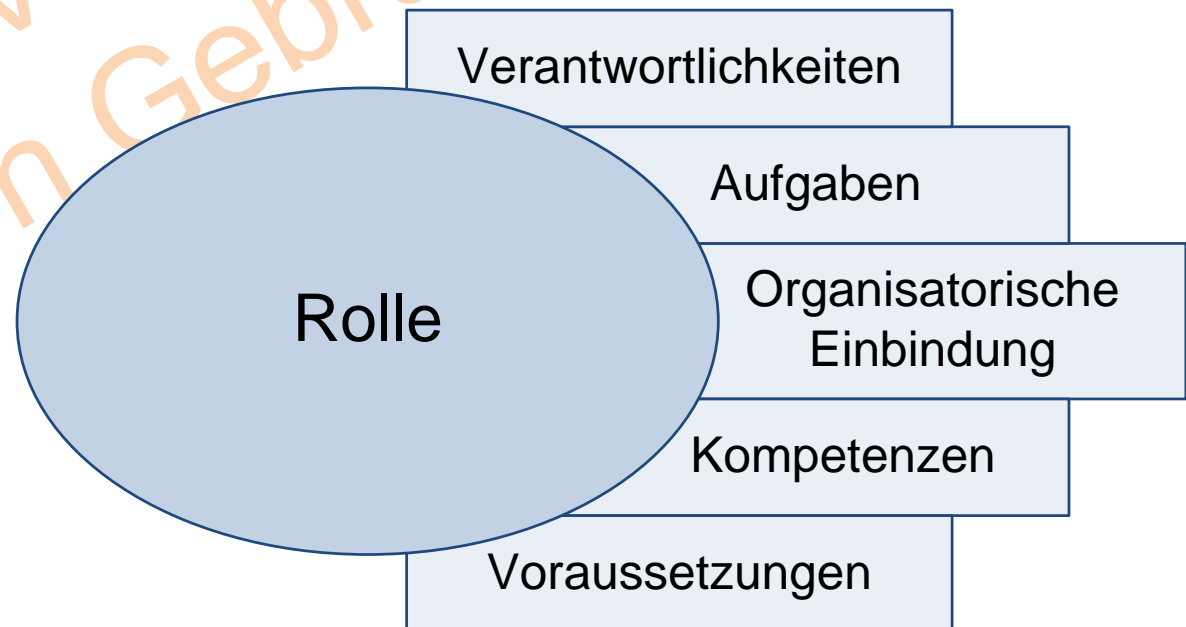 Verantwortlichkeiten
Aufgaben
Rolle
Organisatorische
Einbindung
Kompetenzen
Voraussetzungen